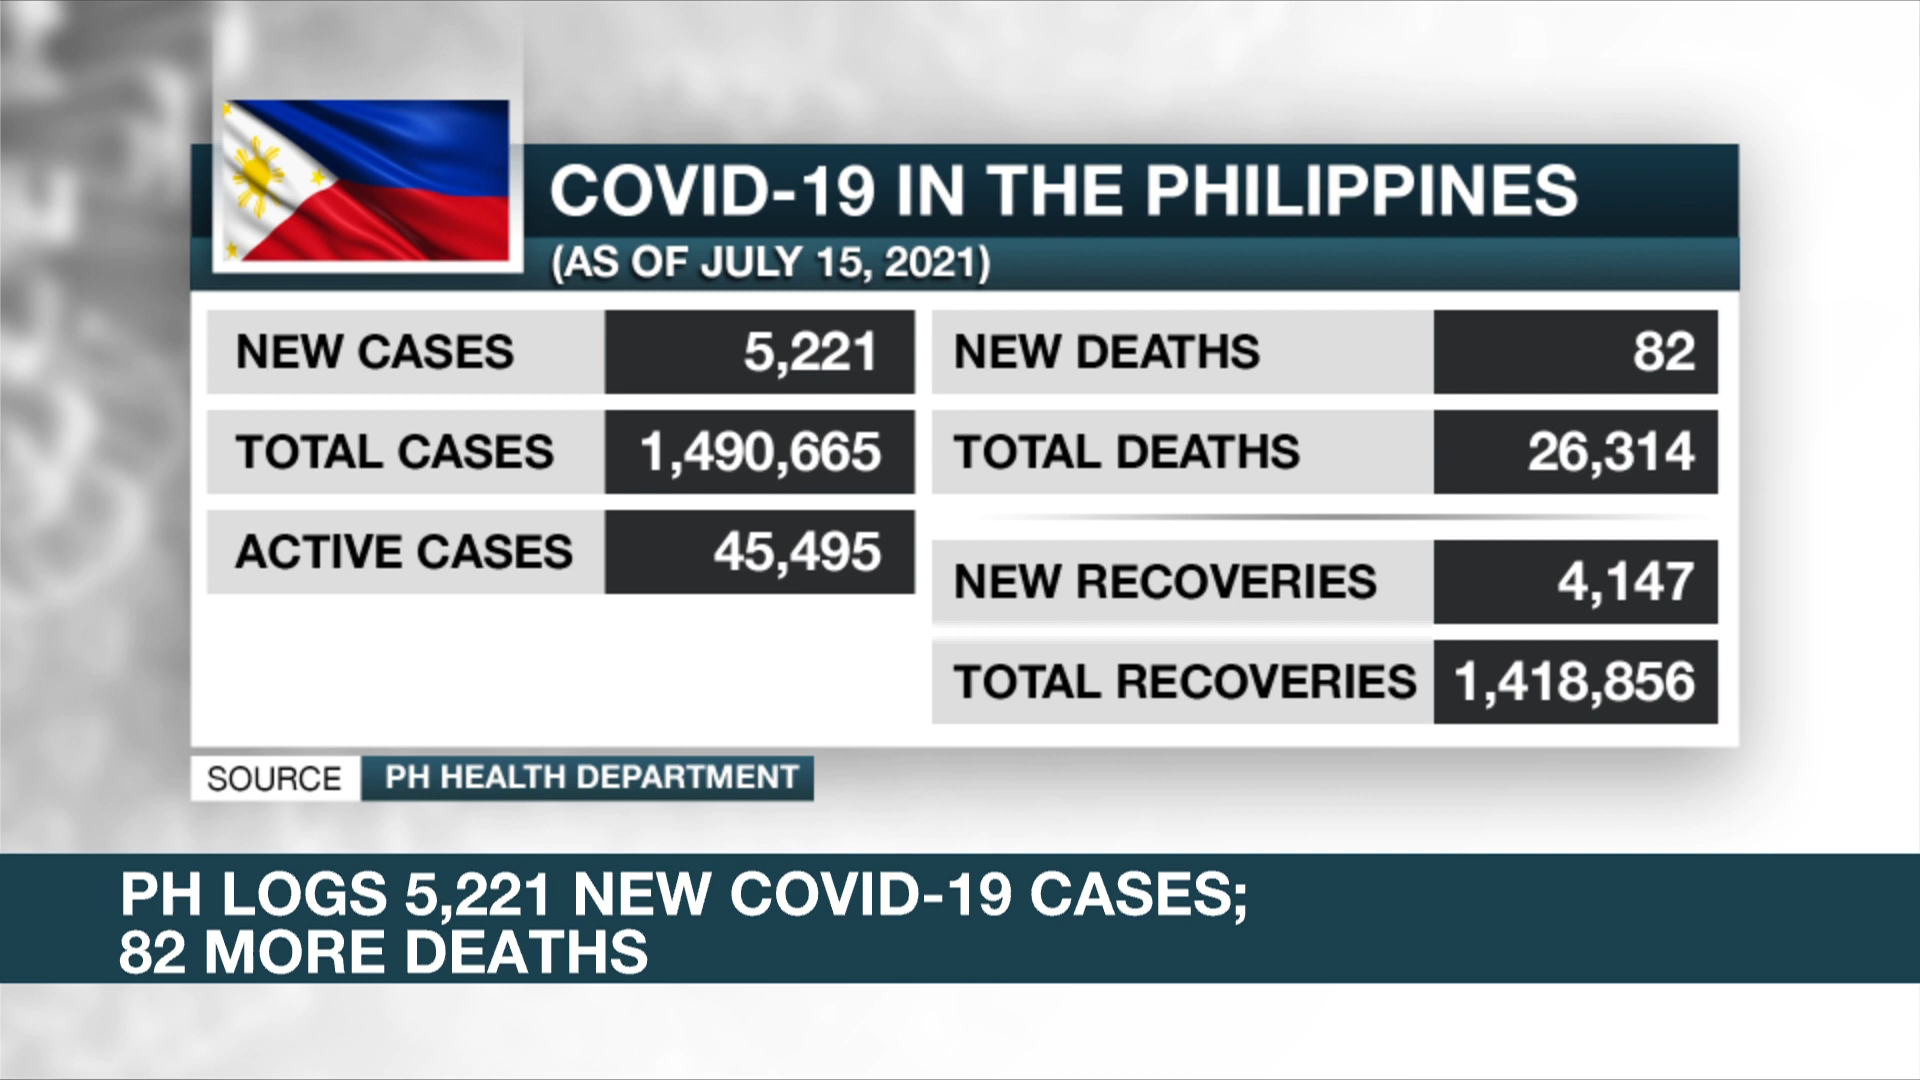 COVID-19 IN THE PHILIPPINES
(AS OF JULY 15, 2021)
NEW CASES 5,221
TOTAL CASES 1,490,665
ACTIVE CASES 45,495
NEW DEATHS 82
TOTAL DEATHS 26,314
NEW RECOVERIES 4,147
TOTAL RECOVERIES 1,418,856
SOURCE PH HEALTH DEPARTMENT
PH LOGS 5,221 NEW COVID-19 CASES;
82 MORE DEATHS